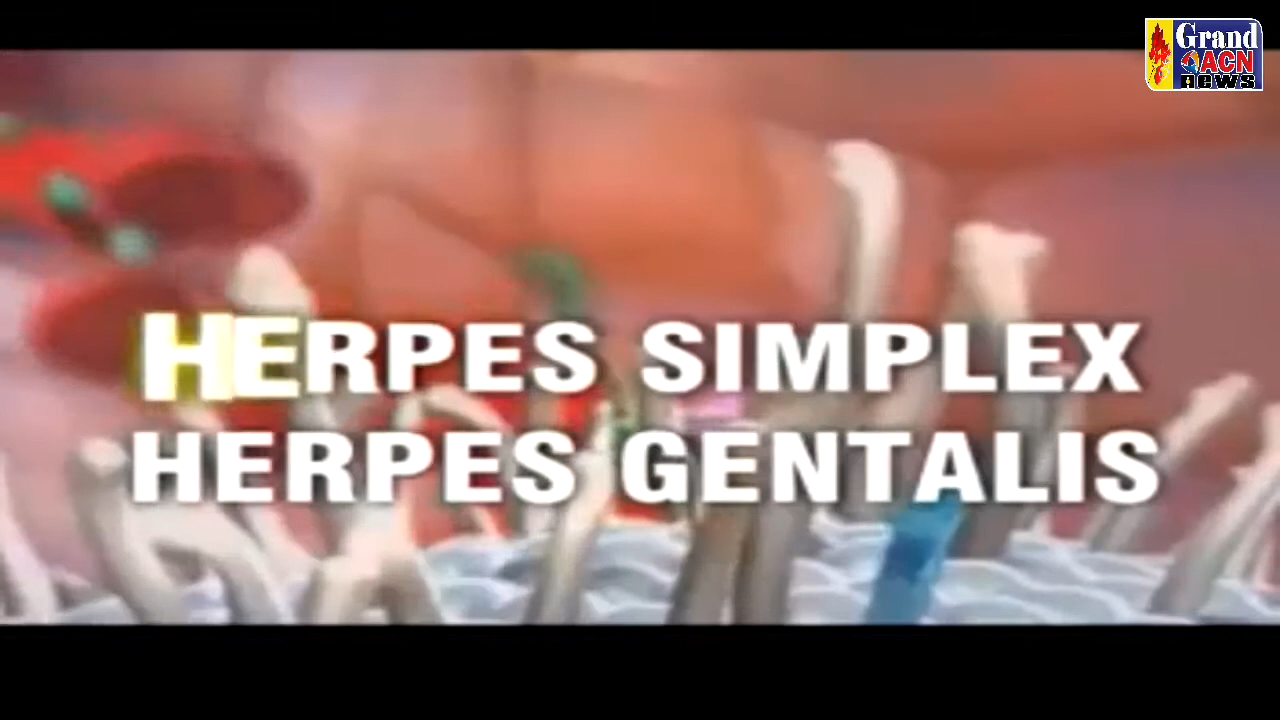 Grand
ACN
news
HERPES SIMPLEX
HERPES GENTALIS